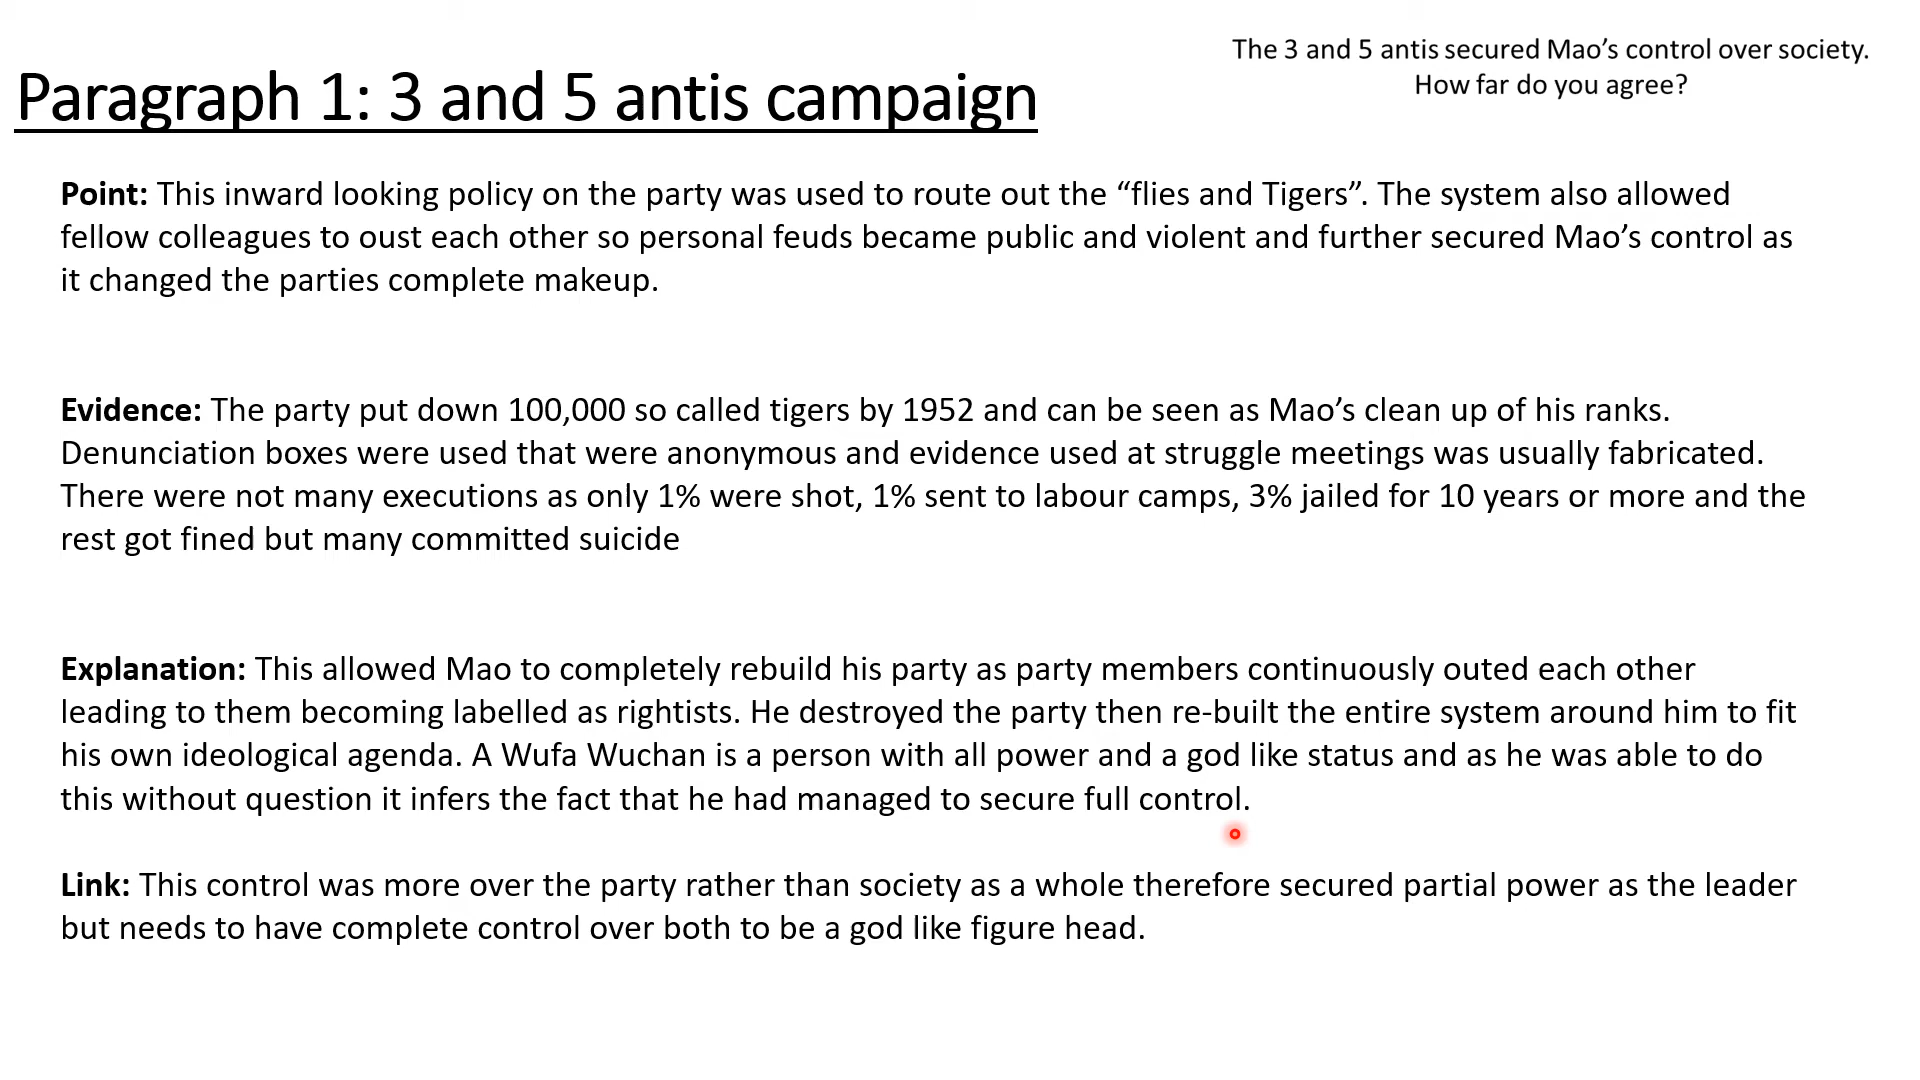 The 3 and 5 antis secured Mao’s control over society.
How far do you agree?
Paragraph 1: 3 and 5 antis campaign
Point: This inward looking policy on the party was used to route out the “flies and Tigers”. The system also allowed
fellow colleagues to oust each other so personal feuds became public and violent and further secured Mao’s control as
it changed the parties complete makeup.
Evidence: The party put down 100,000 so called tigers by 1952 and can be seen as Mao’s clean up of his ranks.
Denunciation boxes were used that were anonymous and evidence used at struggle meetings was usually fabricated.
There were not many executions as only 1% were shot, 1% sent to labour camps, 3% jailed for 10 years or more and the
rest got fined but many committed suicide
Explanation: This allowed Mao to completely rebuild his party as party members continuously outed each other
leading to them becoming labelled as rightists. He destroyed the party then re-built the entire system around him to fit
his own ideological agenda. A Wufa Wuchan is a person with all power and a god like status and as he was able to do
this without question it infers the fact that he had managed to secure full control.
Link: This control was more over the party rather than society as a whole therefore secured partial power as the leader
but needs to have complete control over both to be a god like figure head.